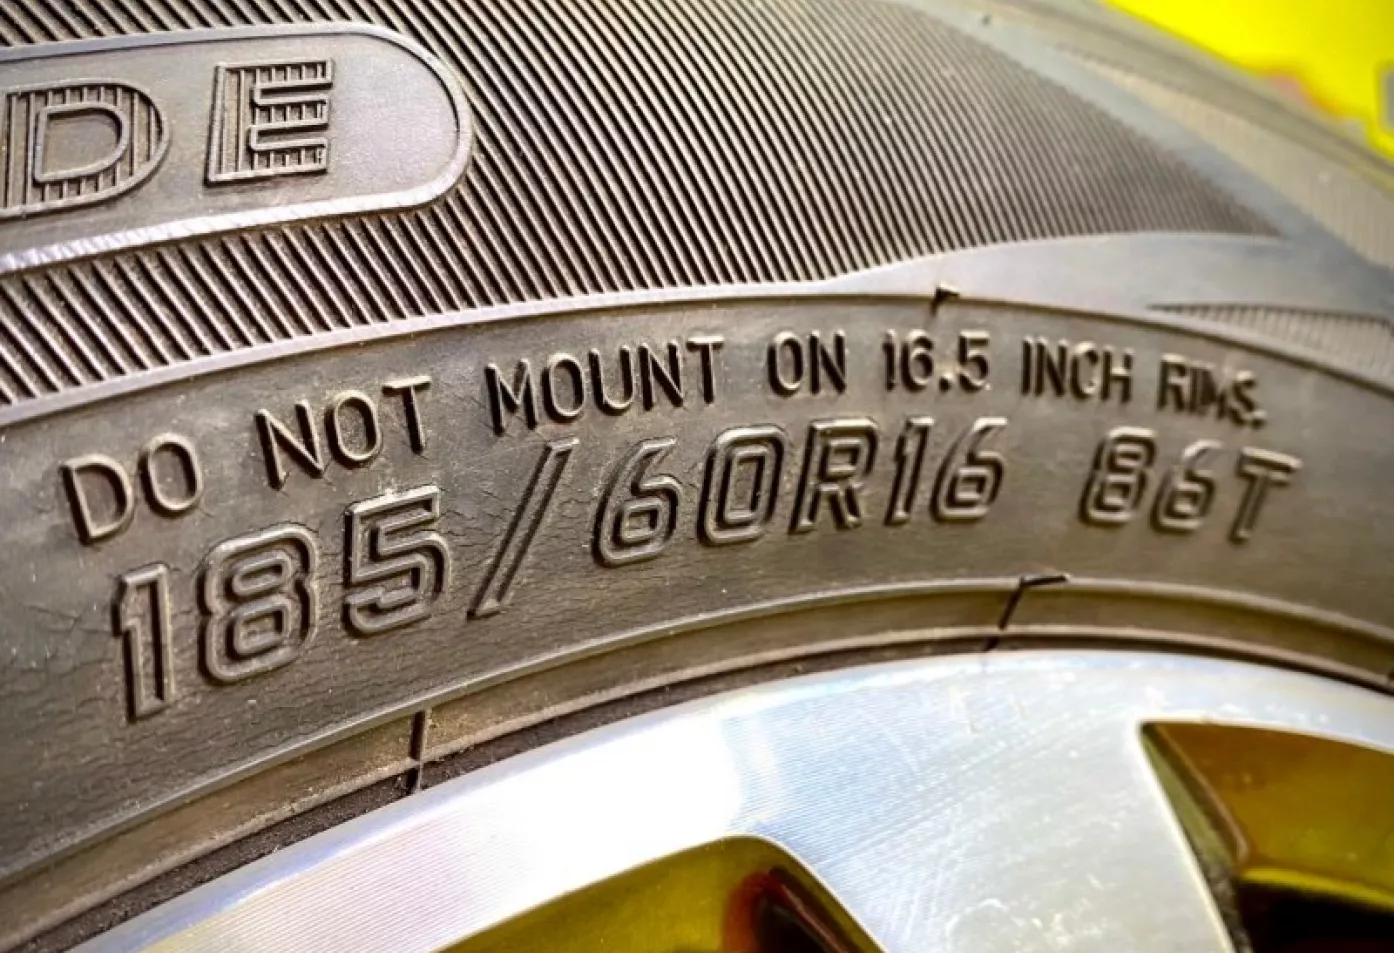 DE
DO NOT MOUNT ON 16.5 INCH RIMS.
185/60R16 86T